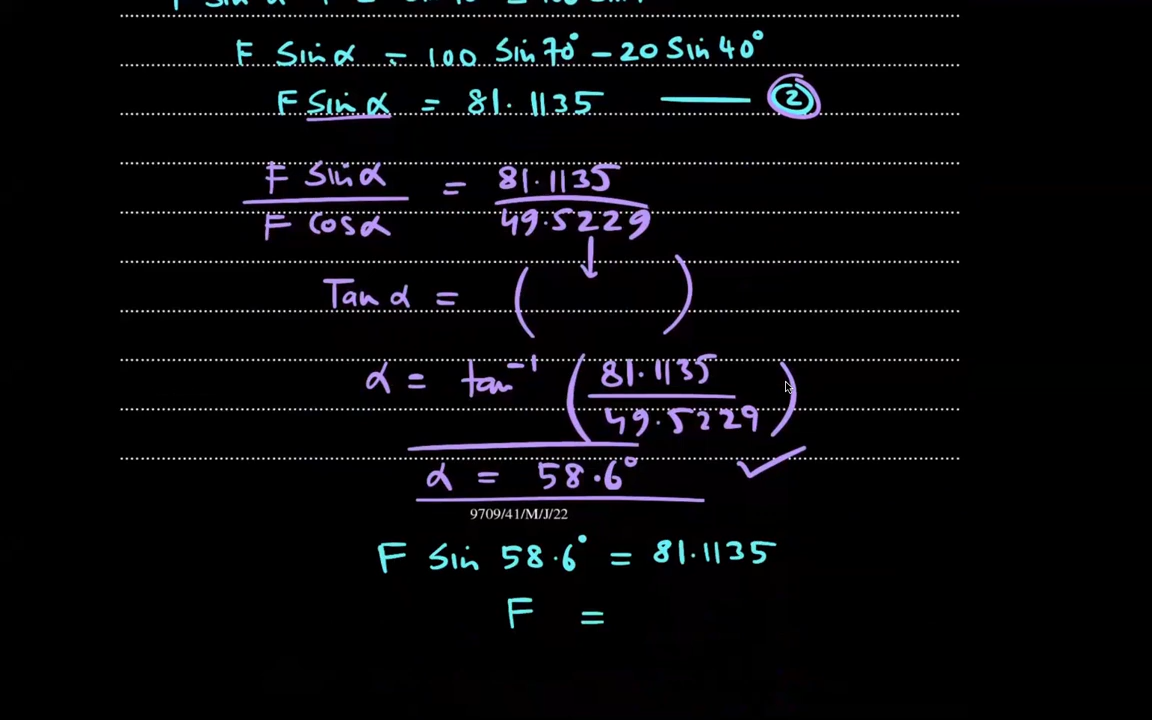 F Sin α = 100 Sin 70° - 20 Sin 40°
F Sin α = 81.1135 — 2
F Sin α / F Cos α = 81.1135 / 49.5229
Tan α = ( )
α = tan⁻¹ (81.1135 / 49.5229)
α = 58.6° ✓
9709/41/M/J/22
F Sin 58.6° = 81.1135
F =